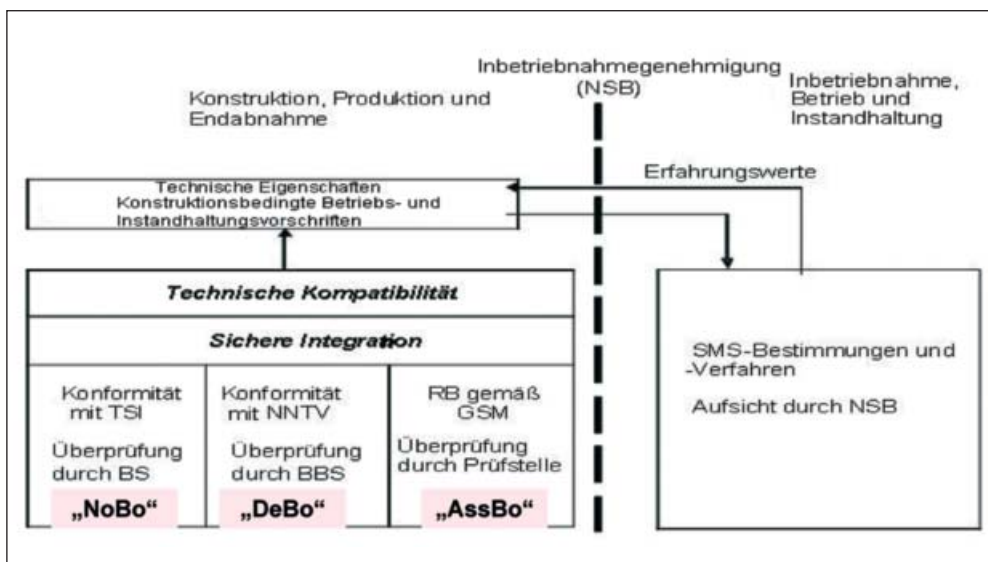 Konstruktion, Produktion und
Endabnahme
Inbetriebnahmegenehmigung
(NSB)
Inbetriebnahme,
Betrieb und
Instandhaltung
Technische Eigenschaften
Konstruktionsbedingte Betriebs- und
Instandhaltungsvorschriften
Erfahrungswerte
Technische Kompatibilität
Sichere Integration
Konformität
mit TSI
Überprüfung
durch BS
„NoBo“
Konformität
mit NNTV
Überprüfung
durch BBS
„DeBo“
RB gemäß
GSM
Überprüfung
durch Prüfstelle
„AssBo“
SMS-Bestimmungen und
-Verfahren
Aufsicht durch NSB